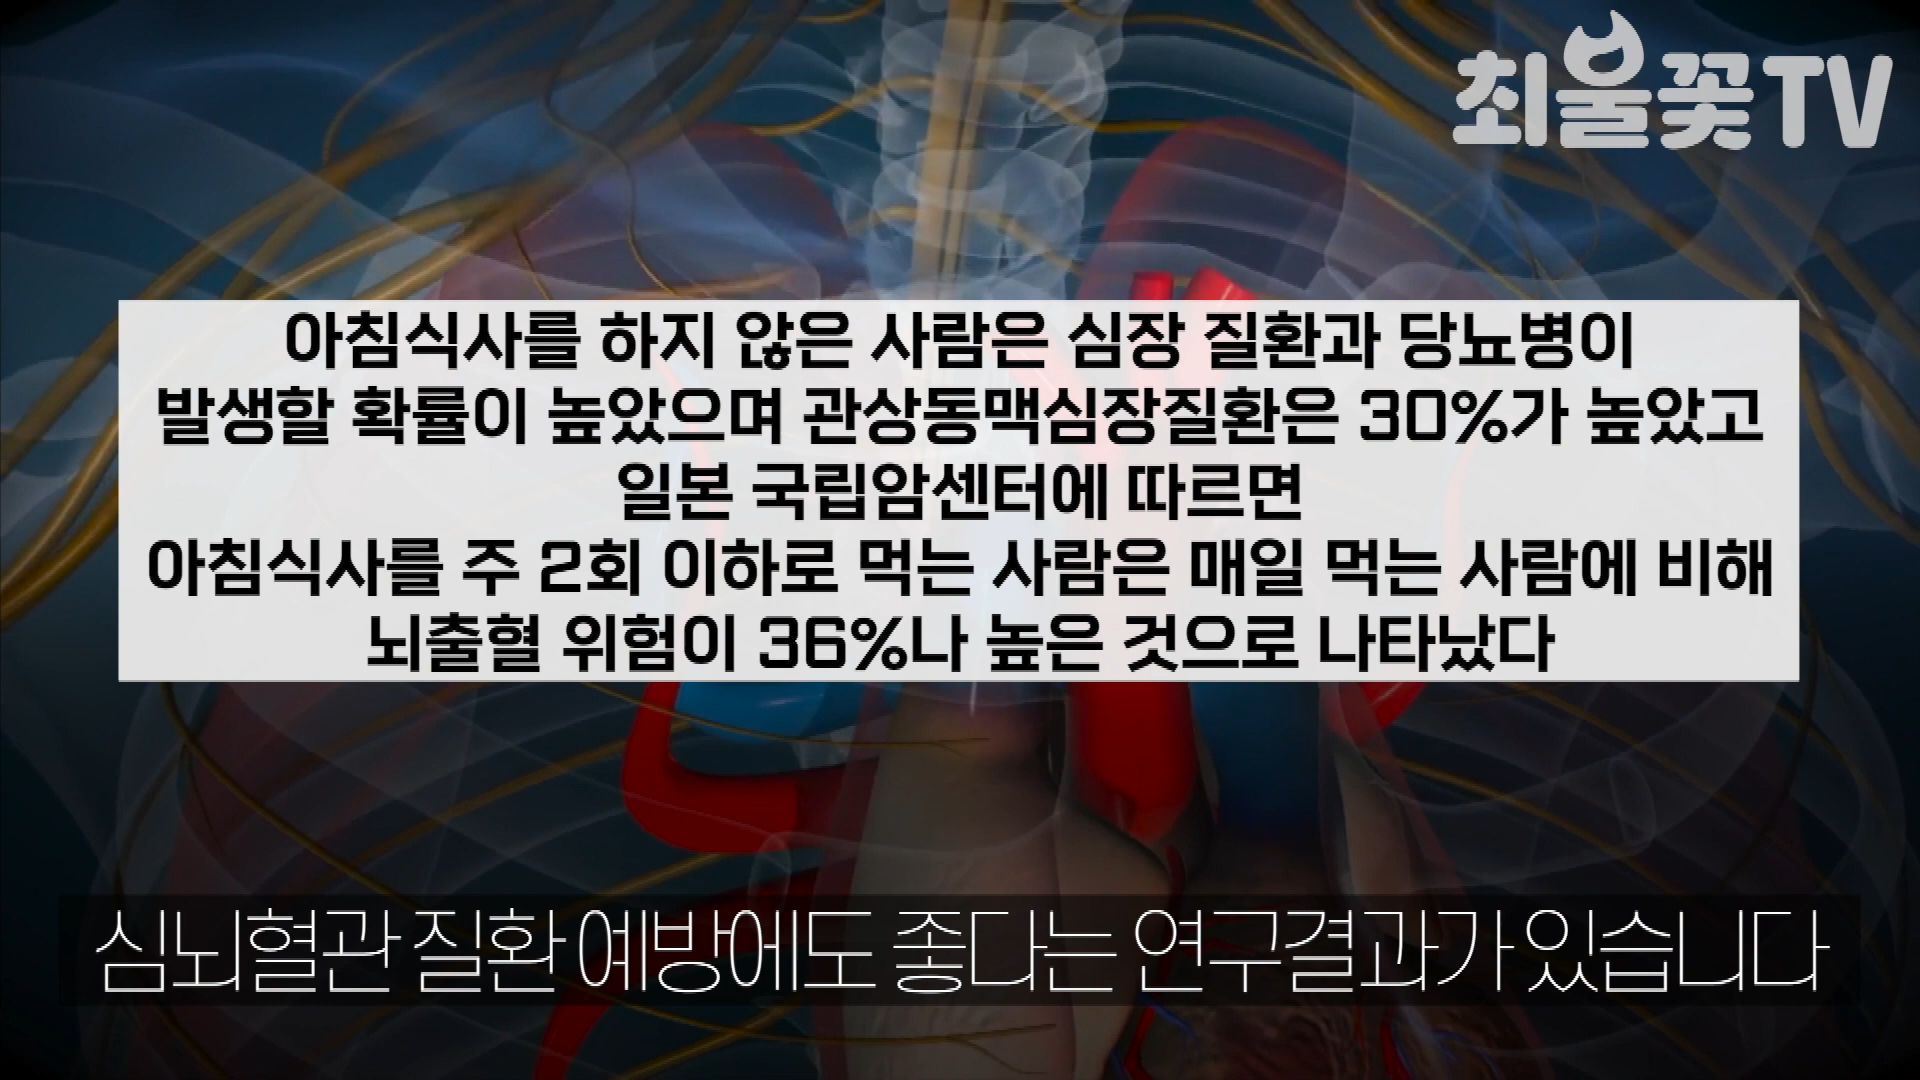 최울꽃TV
아침식사를 하지 않은 사람은 심장 질환과 당뇨병이
발생할 확률이 높았으며 관상동맥심장질환은 30%가 높았고
일본 국립암센터에 따르면
아침식사를 주 2회 이하로 먹는 사람은 매일 먹는 사람에 비해
뇌출혈 위험이 36%나 높은 것으로 나타났다
심뇌혈관 질환 예방에도 좋다는 연구결과가 있습니다